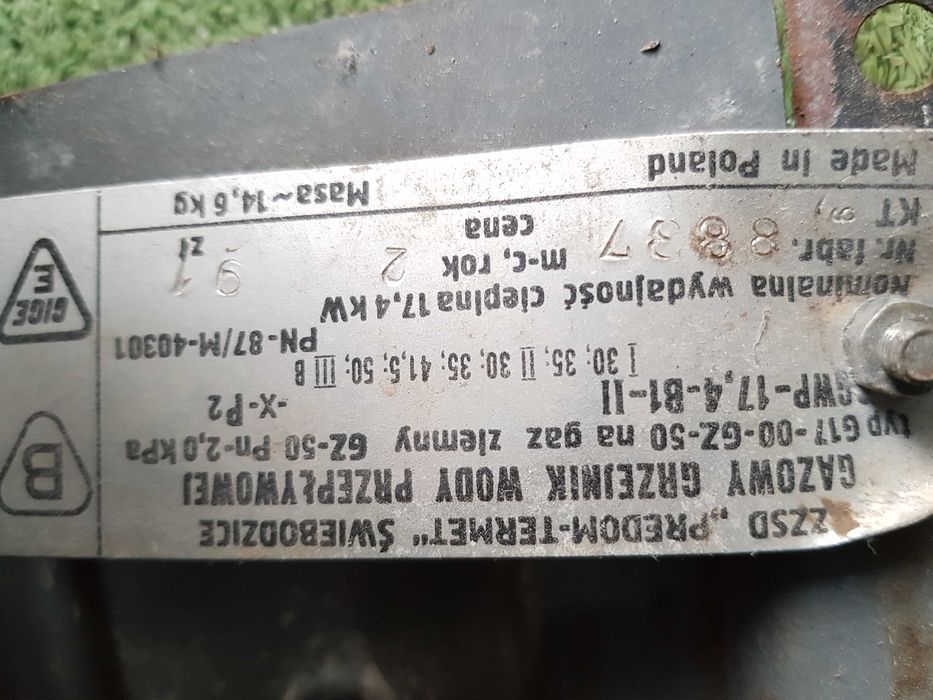 ZZSD „PREDOM-TERMET" ŚWIEBODZICE
GAZOWY GRZEJNIK WODY PRZEPŁYWOWEJ
typ G17-00-GZ-50 na gaz ziemny GZ-50 Pn-2,0 kPa
GGWP-17,4-B1-II -X-P2
I 30; 35; II 30; 35; 41,5; 50; III B
PN-87/M-40301
Nominalna wydajność cieplna 17,4 kW
Nr. fabr. 8837 m-c, rok 2 91
KT cena zł
Made in Poland Masa~14,6 kg
B
GIGE
E